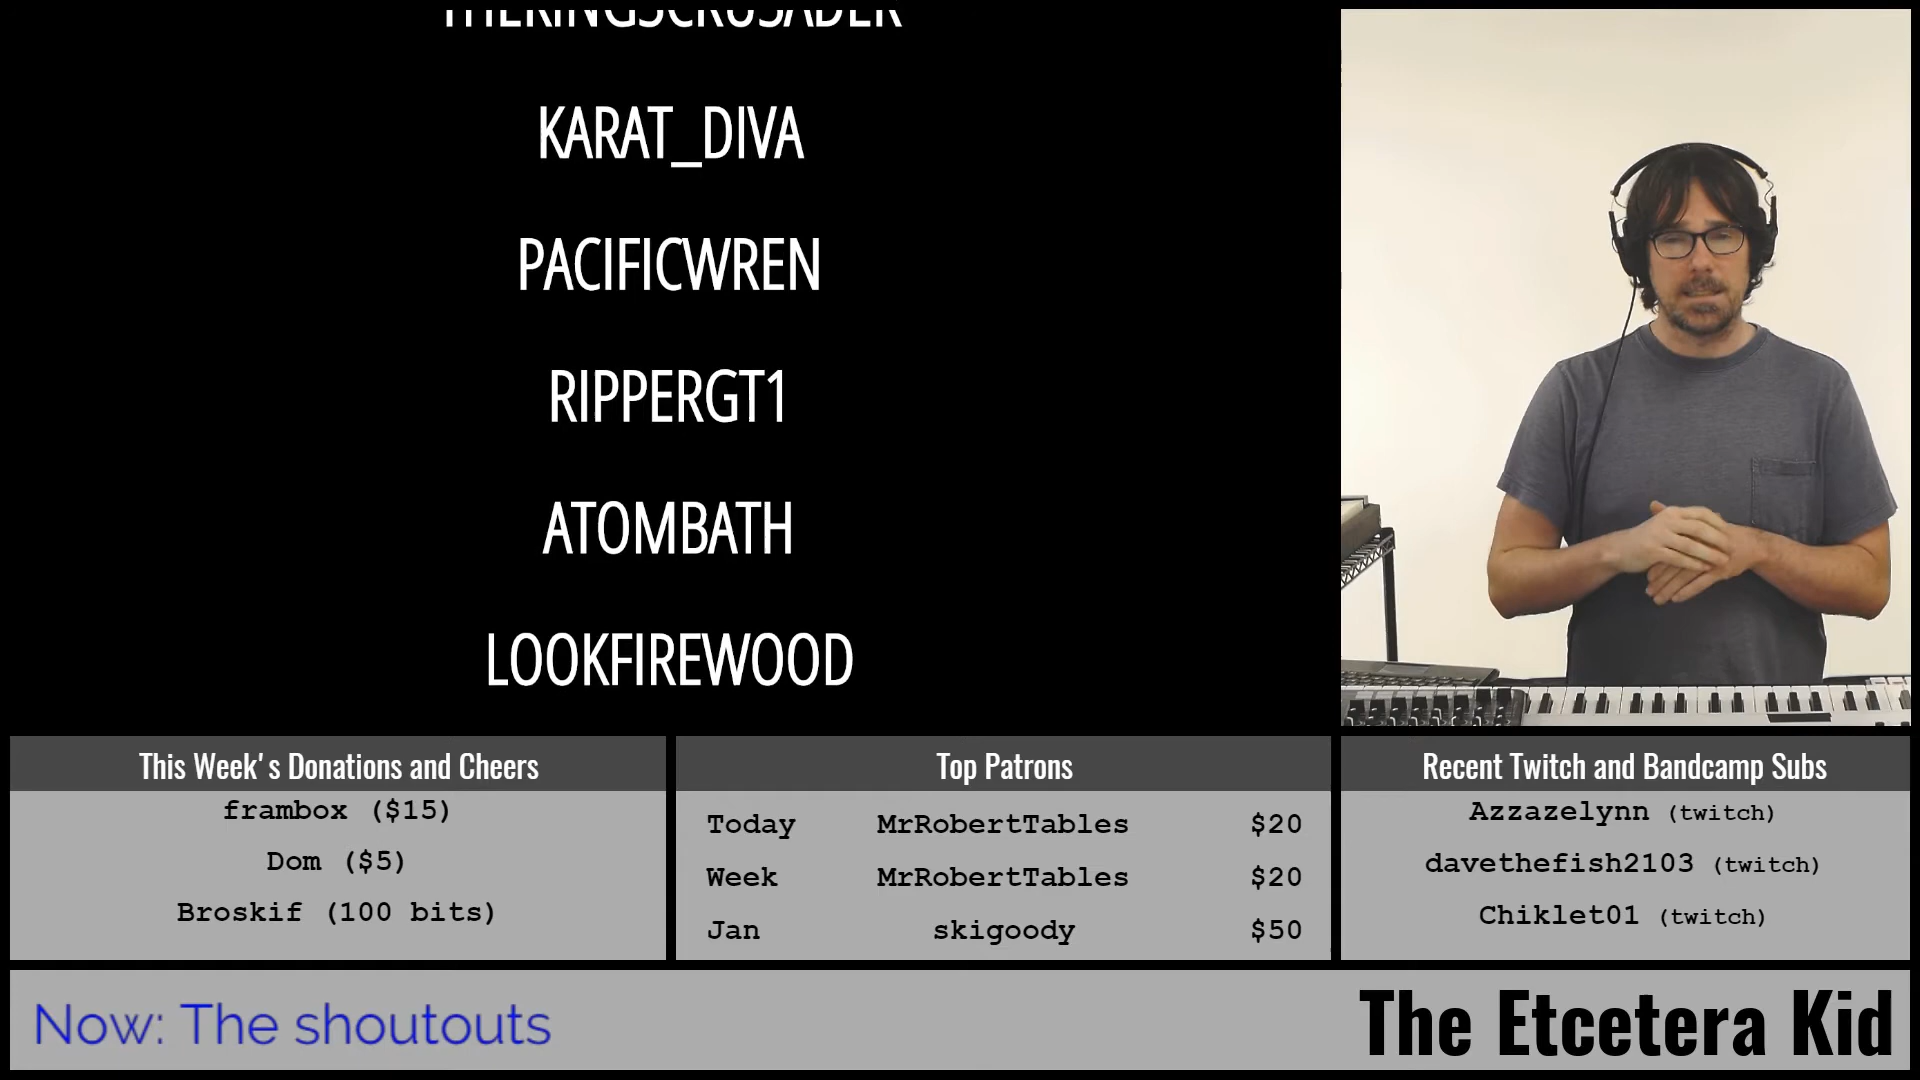 THERINGSCRUSADER
KARAT_DIVA
PACIFICWREN
RIPPERGT1
ATOMBATH
LOOKFIREWOOD
This Week's Donations and Cheers
frambox ($15)
Dom ($5)
Broskif (100 bits)
Top Patrons
Today MrRobertTables $20
Week MrRobertTables $20
Jan skigoody $50
Recent Twitch and Bandcamp Subs
Azzazelynn (twitch)
davethefish2103 (twitch)
Chiklet01 (twitch)
Now: The shoutouts
The Etcetera Kid